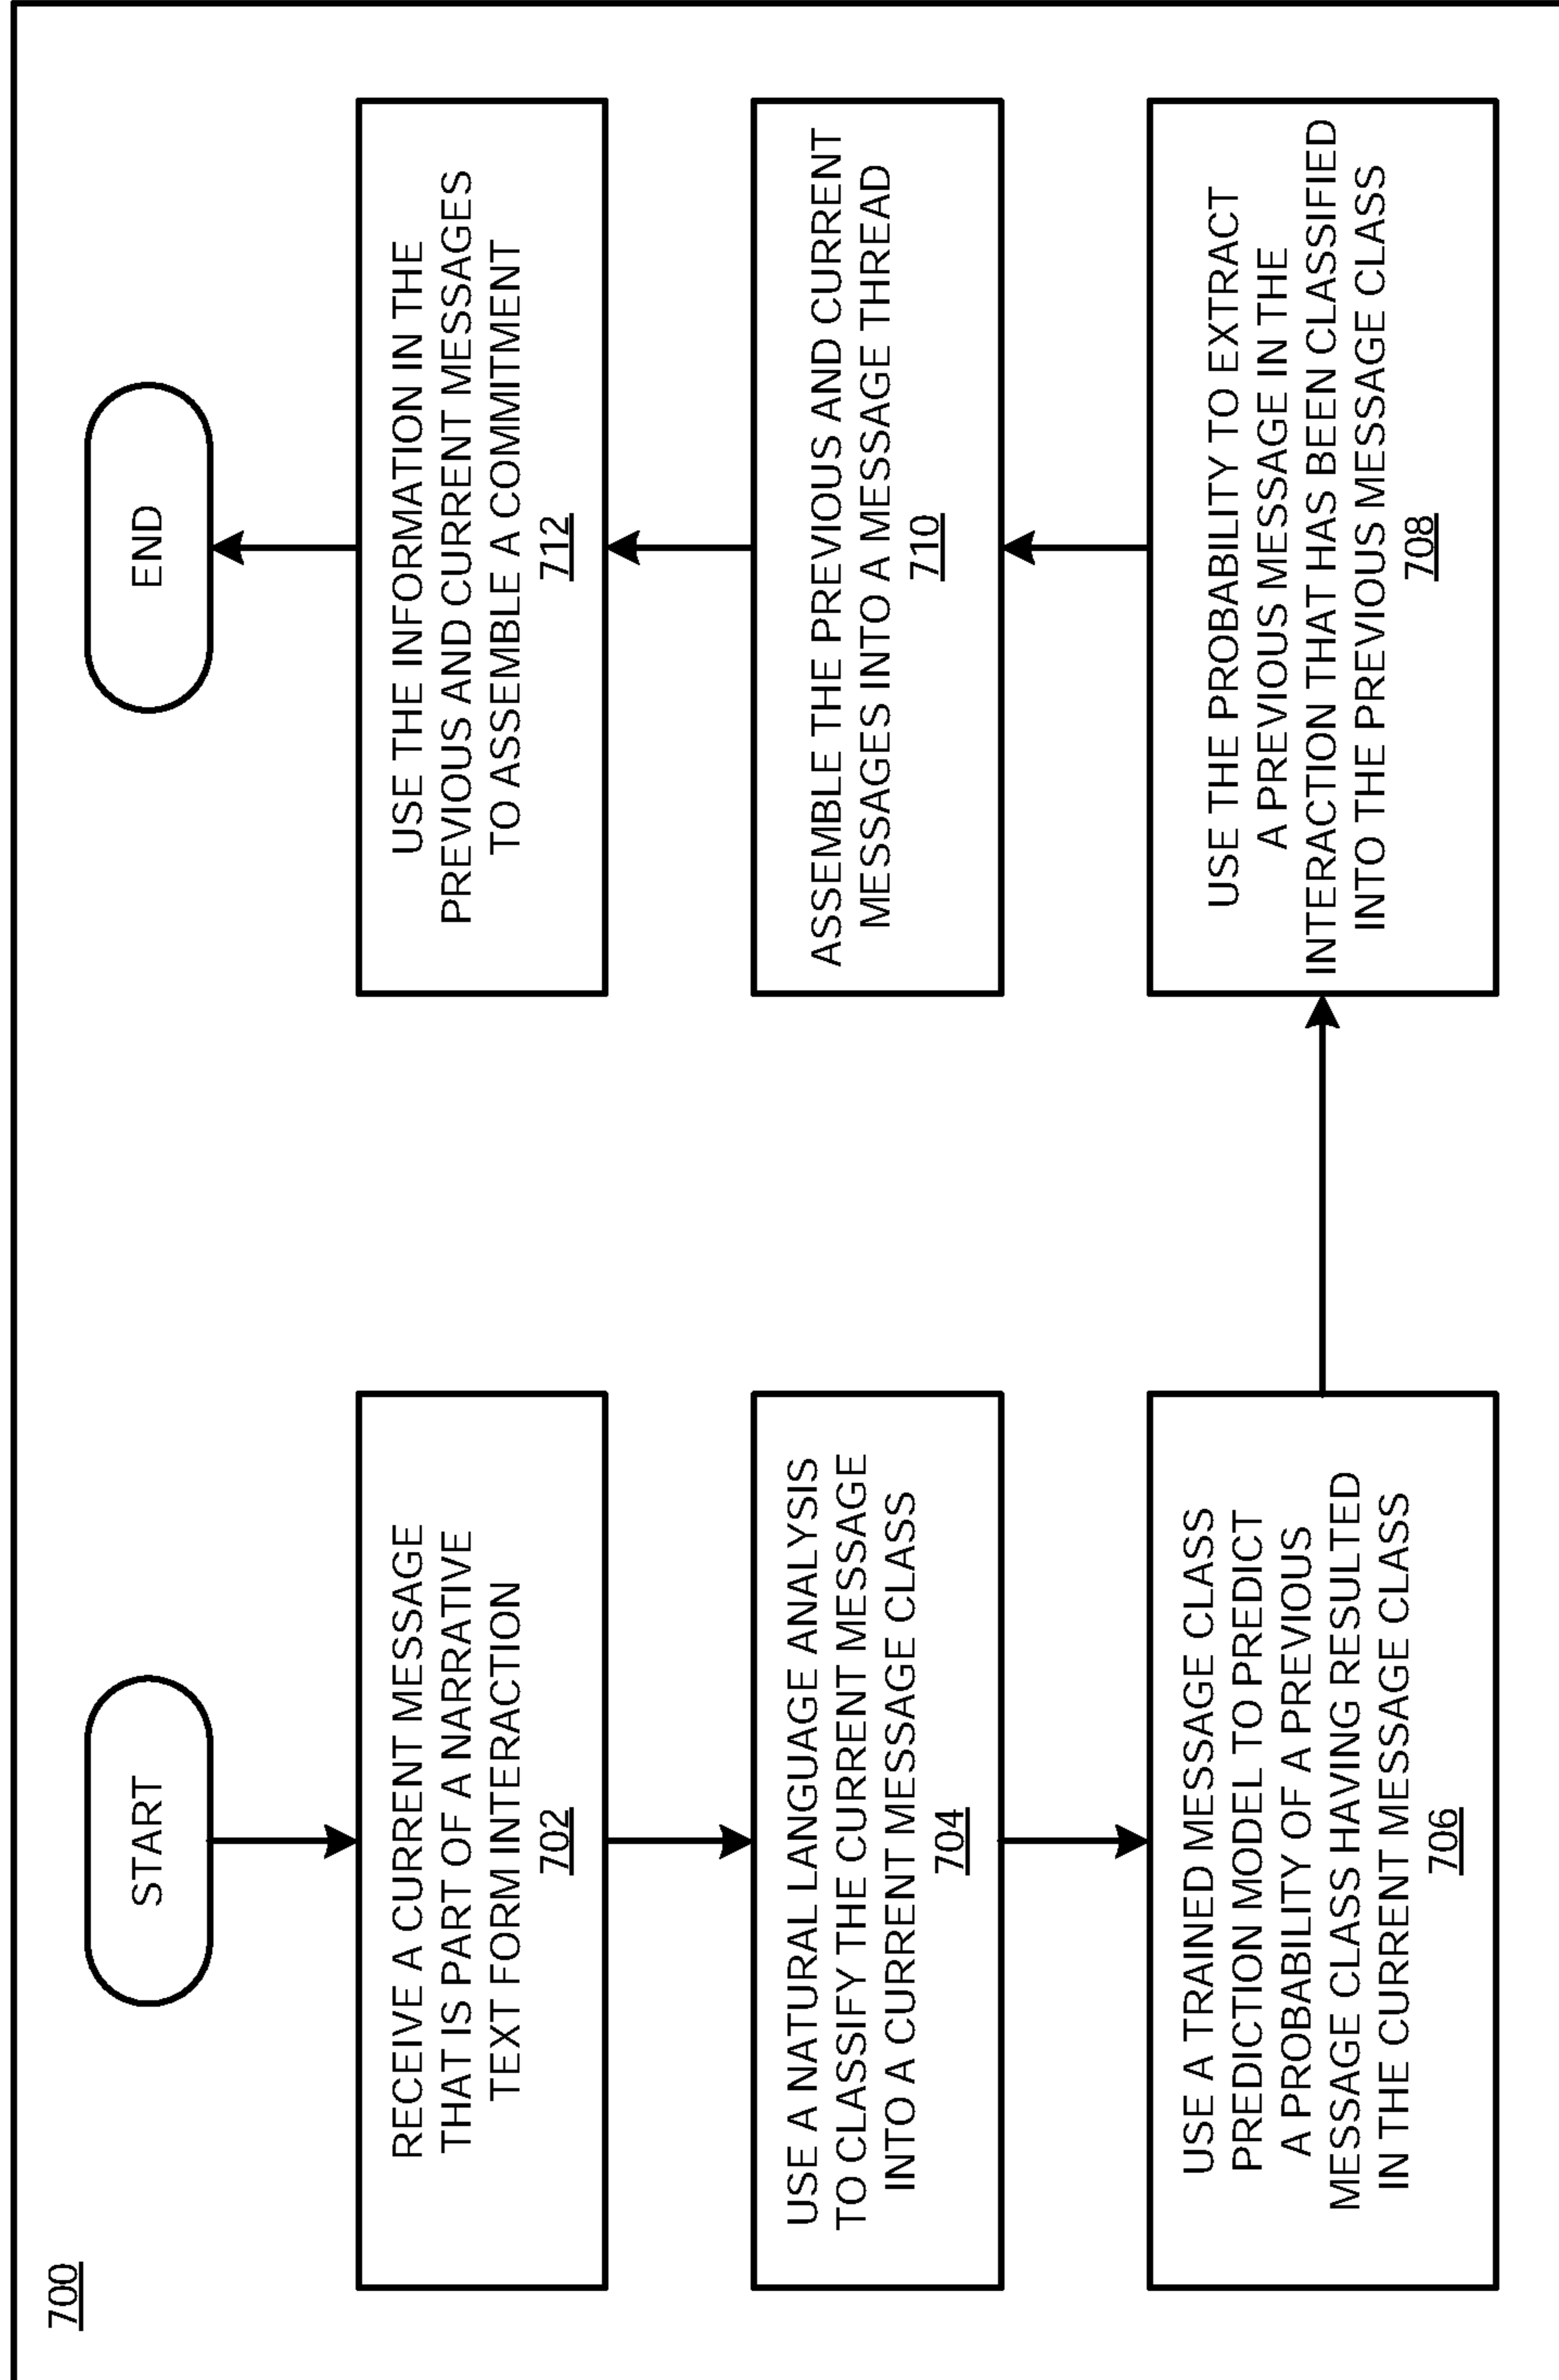 700
START
RECEIVE A CURRENT MESSAGE
THAT IS PART OF A NARRATIVE
TEXT FORM INTERACTION
702
USE A NATURAL LANGUAGE ANALYSIS
TO CLASSIFY THE CURRENT MESSAGE
INTO A CURRENT MESSAGE CLASS
704
USE A TRAINED MESSAGE CLASS
PREDICTION MODEL TO PREDICT
A PROBABILITY OF A PREVIOUS
MESSAGE CLASS HAVING RESULTED
IN THE CURRENT MESSAGE CLASS
706
USE THE PROBABILITY TO EXTRACT
A PREVIOUS MESSAGE IN THE
INTERACTION THAT HAS BEEN CLASSIFIED
INTO THE PREVIOUS MESSAGE CLASS
708
ASSEMBLE THE PREVIOUS AND CURRENT
MESSAGES INTO A MESSAGE THREAD
710
USE THE INFORMATION IN THE
PREVIOUS AND CURRENT MESSAGES
TO ASSEMBLE A COMMITMENT
712
END